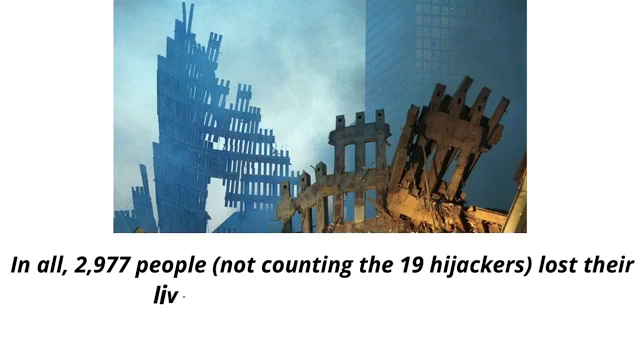 In all, 2,977 people (not counting the 19 hijackers) lost their
liv